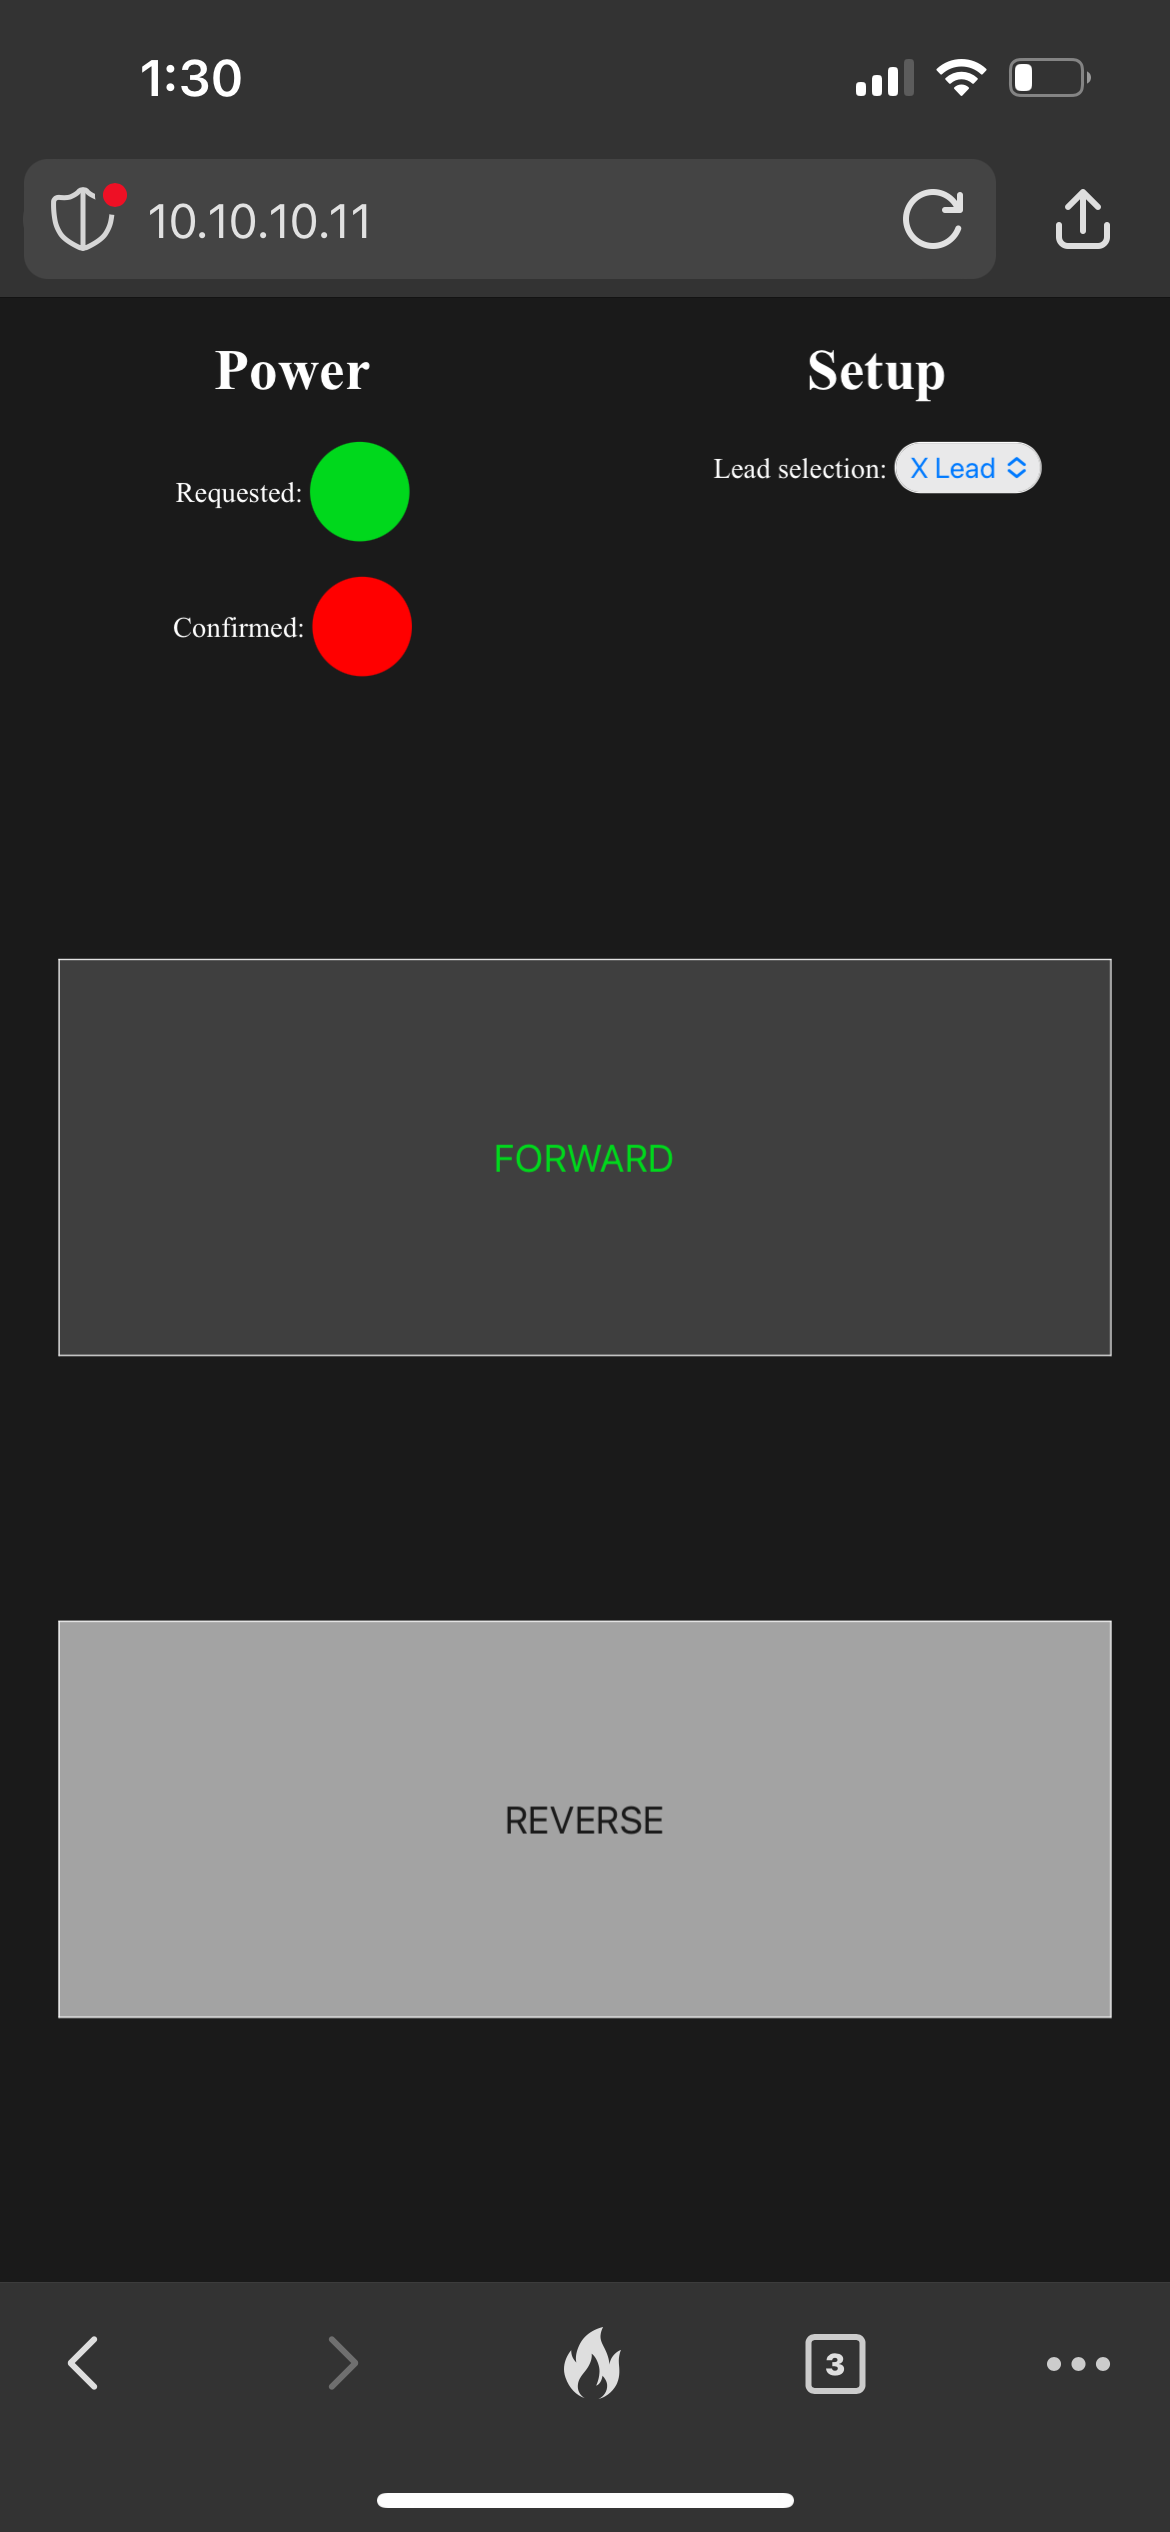 1:30
10.10.10.11
Power
Setup
Requested:
Lead selection: X Lead
Confirmed:
FORWARD
REVERSE
3